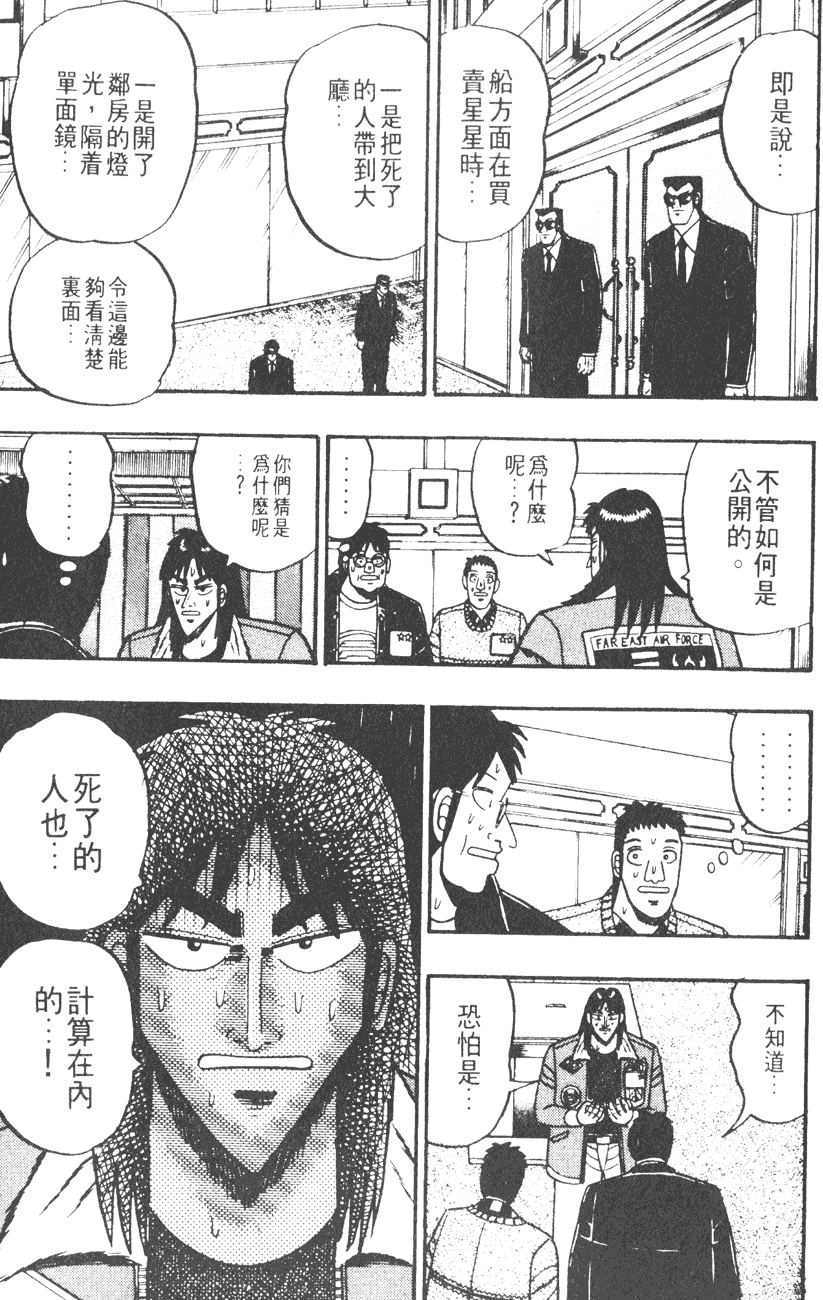 即是說…
船方面在買
賣星星時…
一是把死了
的人帶到大
廳…
一是開了
鄰房的燈
光，隔着
單面鏡…
令這邊能
夠看清楚
裏面…
不管如何是
公開的。
FAR EAST AIR FORCE
爲什麼
呢…?
………
你們猜是
爲什麼呢
…?
………
………
不知道…
恐怕是…
死了的
人也…
計算在內
的…!